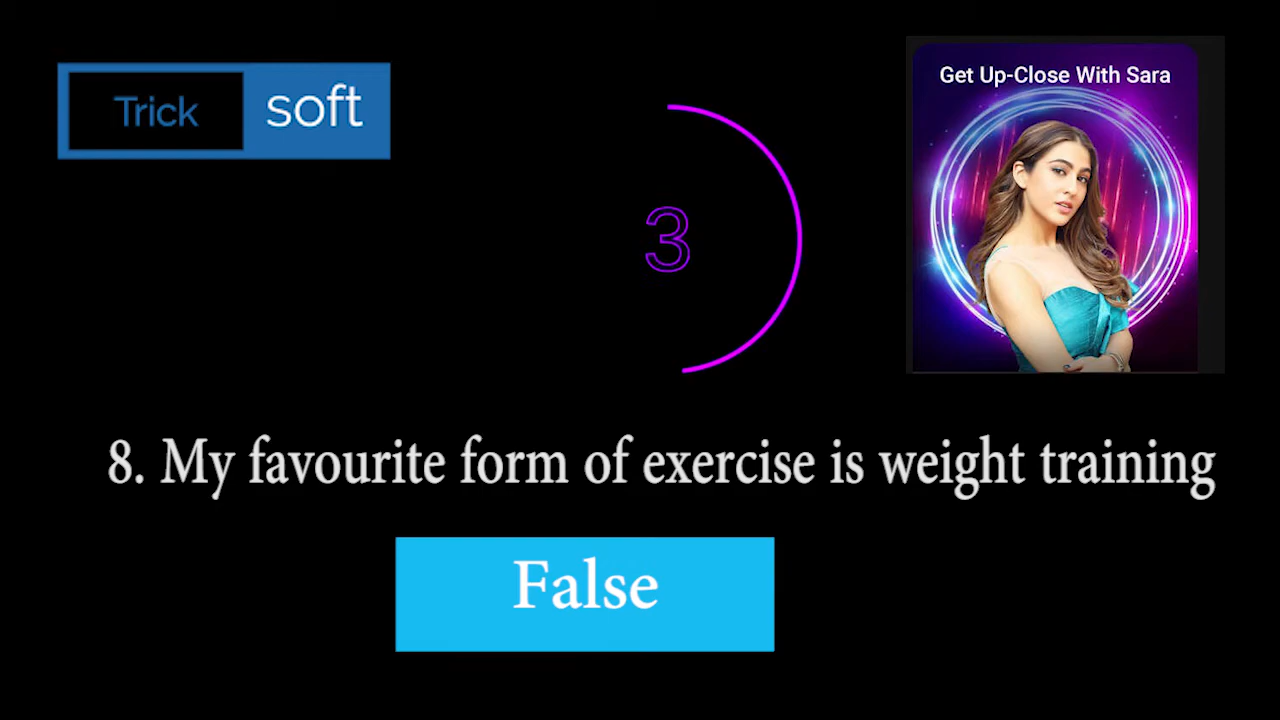 Trick soft
Get Up-Close With Sara
3
8. My favourite form of exercise is weight training
False